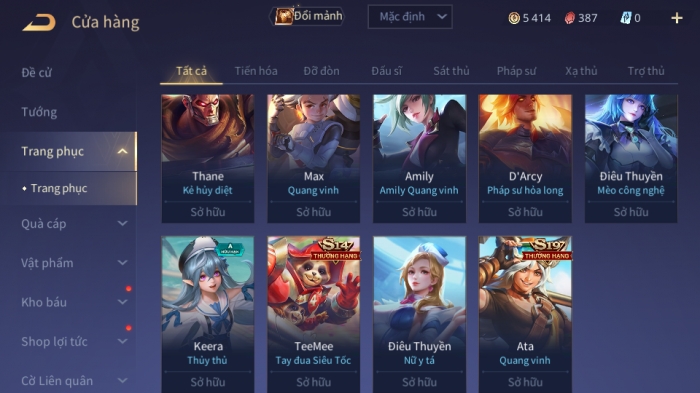 Cửa hàng
Đổi mảnh
Mặc định
5 414
387
0
Đề cử
Tướng
Trang phục
Trang phục
Quà cáp
Vật phẩm
Kho báu
Shop lợi tức
Cờ Liên quân
Tất cả Tiến hóa Đỡ đòn Đấu sĩ Sát thủ Pháp sư Xạ thủ Trợ thủ
Thane
Kẻ hủy diệt
Sở hữu
Max
Quang vinh
Sở hữu
Amily
Amily Quang vinh
Sở hữu
D'Arcy
Pháp sư hỏa long
Sở hữu
Điêu Thuyền
Mèo công nghệ
Sở hữu
Keera
Thủy thủ
Sở hữu
S14
THƯỞNG HẠNG
TeeMee
Tay đua Siêu Tốc
Sở hữu
Điêu Thuyền
Nữ y tá
Sở hữu
S19
THƯỞNG HẠNG
Ata
Quang vinh
Sở hữu